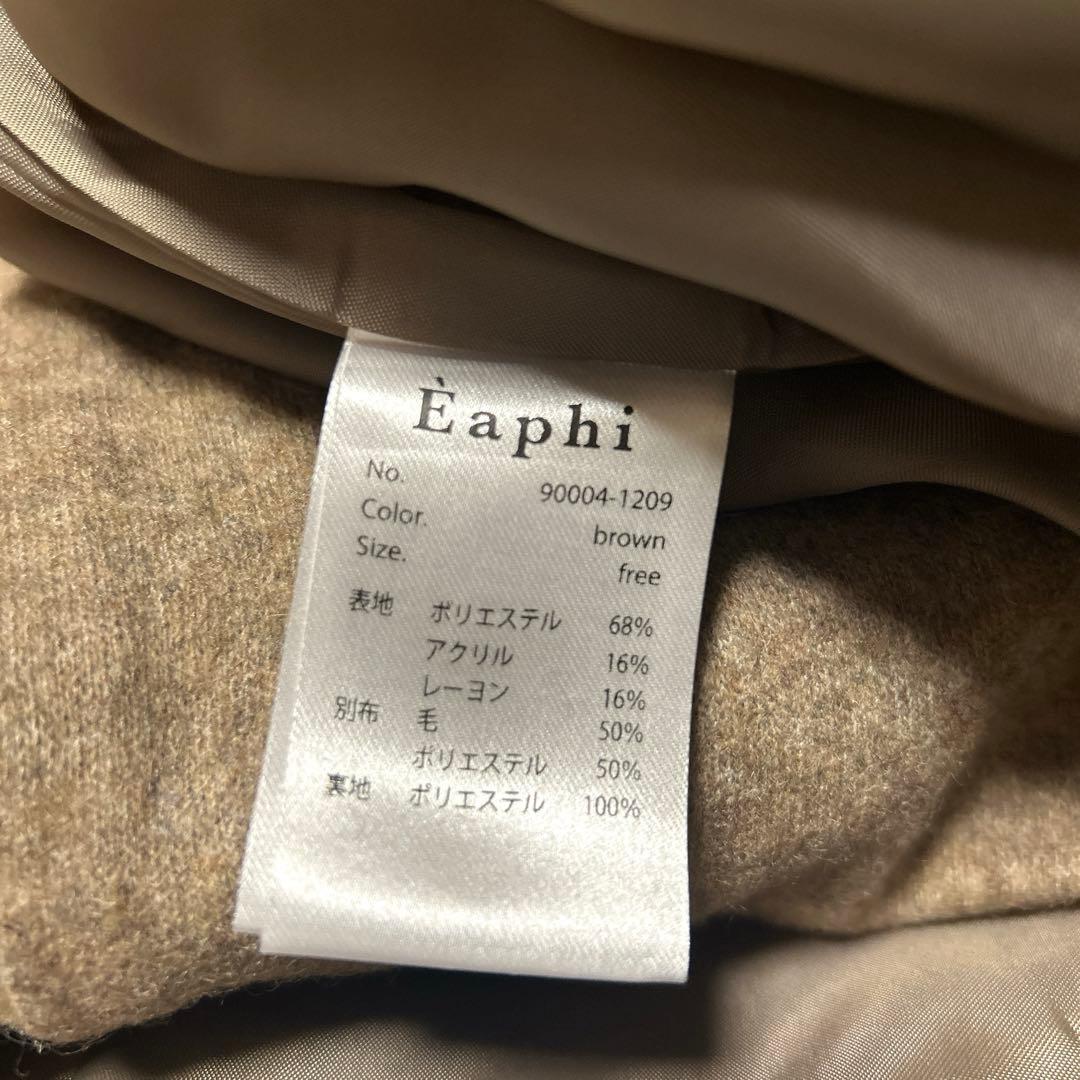 Èaphi
No. 90004-1209
Color. brown
Size. free
表地 ポリエステル 68%
アクリル 16%
レーヨン 16%
別布 毛 50%
ポリエステル 50%
裏地 ポリエステル 100%